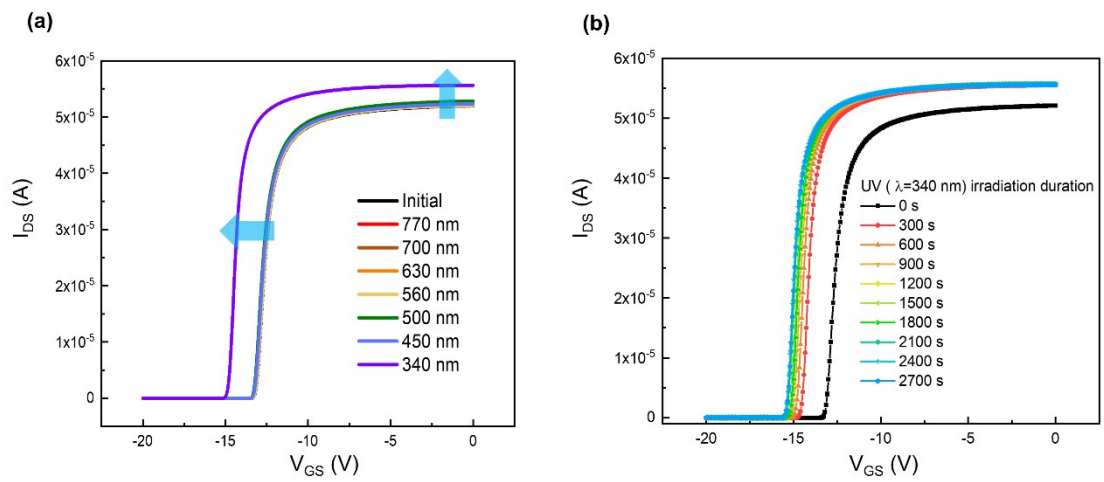 (a)
6x10⁻⁵
5x10⁻⁵
4x10⁻⁵
3x10⁻⁵
2x10⁻⁵
1x10⁻⁵
0
I_DS (A)
Initial
770 nm
700 nm
630 nm
560 nm
500 nm
450 nm
340 nm
-20
-15
-10
-5
0
V_GS (V)
(b)
6x10⁻⁵
5x10⁻⁵
4x10⁻⁵
3x10⁻⁵
2x10⁻⁵
1x10⁻⁵
0
I_DS (A)
UV ( λ=340 nm) irradiation duration
0 s
300 s
600 s
900 s
1200 s
1500 s
1800 s
2100 s
2400 s
2700 s
-20
-15
-10
-5
0
V_GS (V)